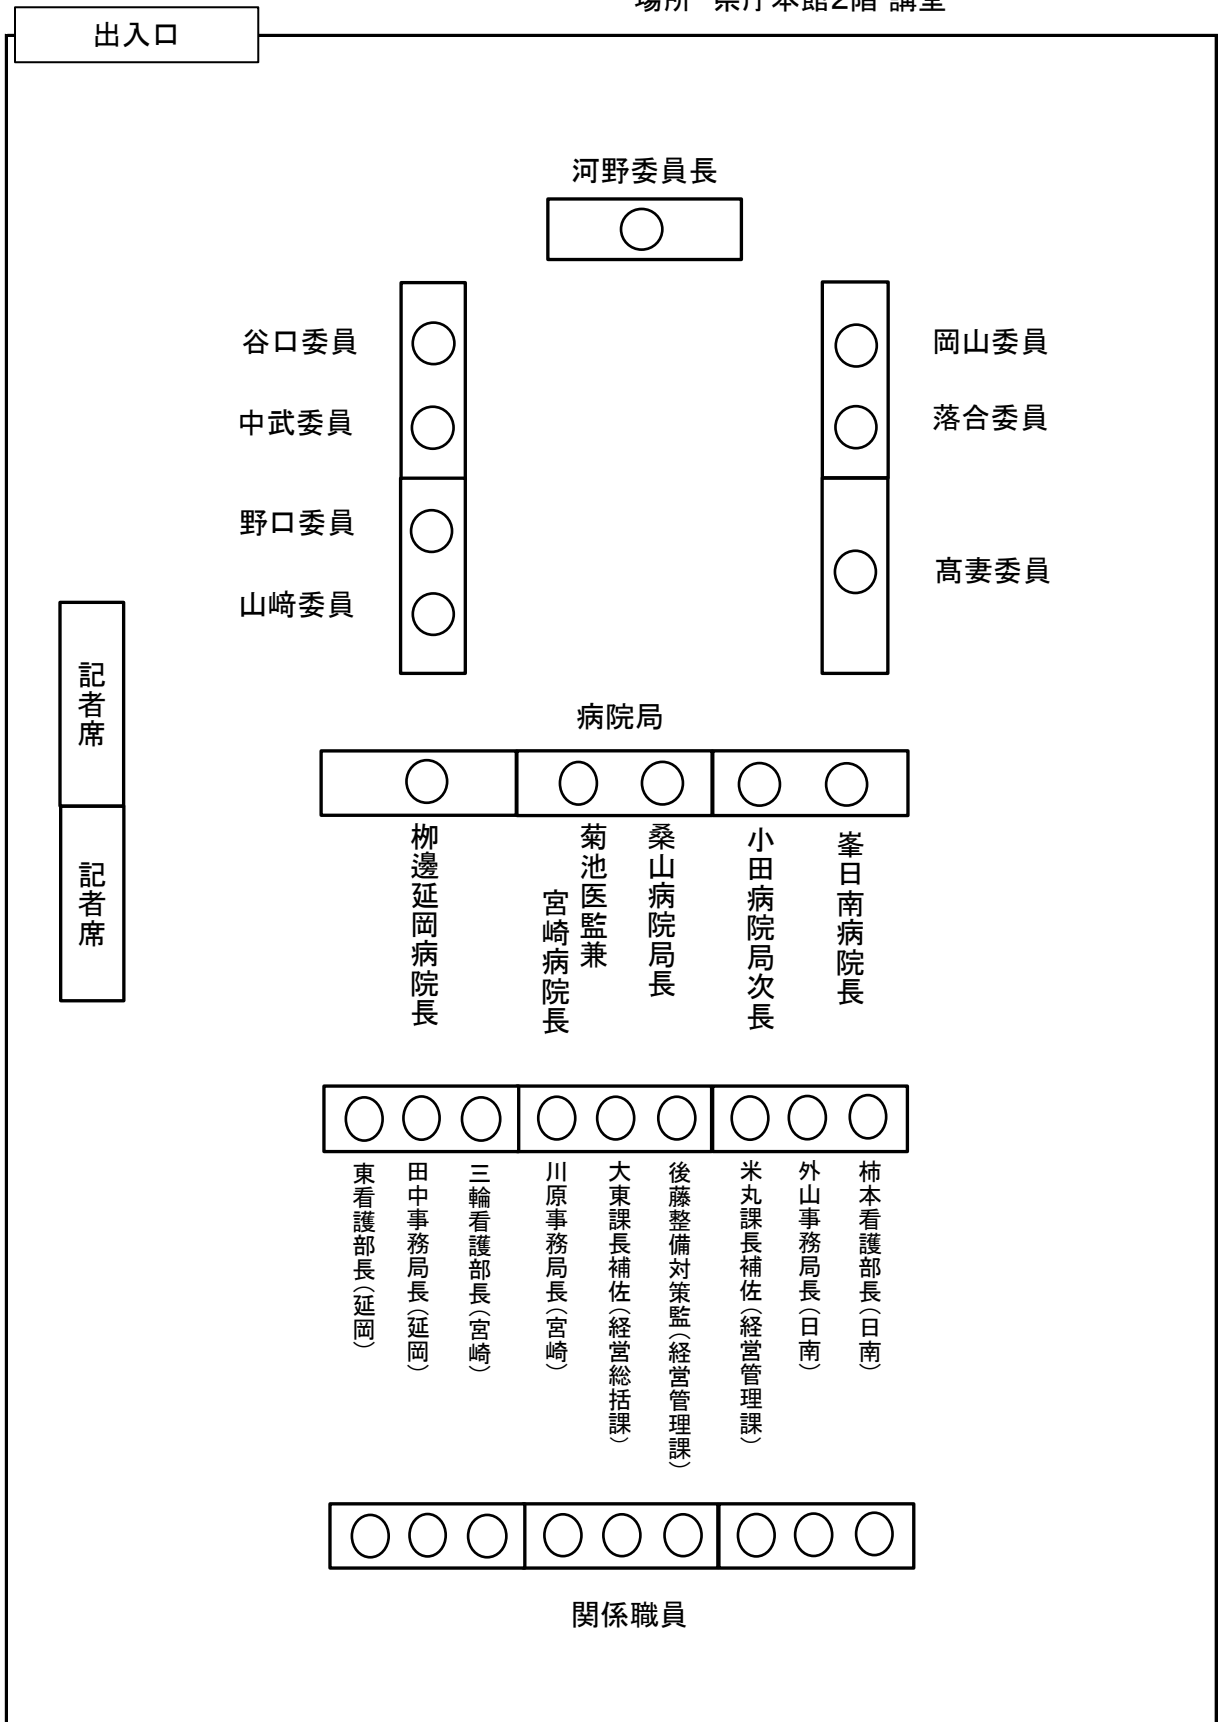 場所 県庁本館2階 講堂
出入口
河野委員長
谷口委員
岡山委員
中武委員
落合委員
野口委員
髙妻委員
山﨑委員
記者席
記者席
病院局
栁邊延岡病院長
菊池医監兼
宮崎病院長
桑山病院局長
小田病院局次長
峯日南病院長
東看護部長(延岡)
田中事務局長(延岡)
三輪看護部長(宮崎)
川原事務局長(宮崎)
大東課長補佐(経営総括課)
後藤整備対策監(経営管理課)
米丸課長補佐(経営管理課)
外山事務局長(日南)
柿本看護部長(日南)
関係職員